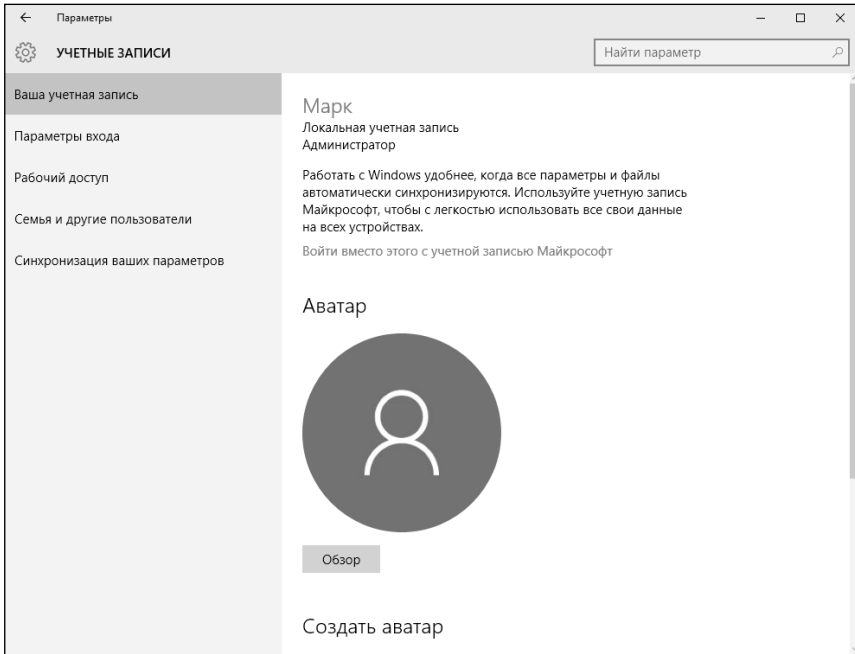 Параметры
УЧЕТНЫЕ ЗАПИСИ
Найти параметр
Ваша учетная запись
Параметры входа
Рабочий доступ
Семья и другие пользователи
Синхронизация ваших параметров
Марк
Локальная учетная запись
Администратор
Работать с Windows удобнее, когда все параметры и файлы
автоматически синхронизируются. Используйте учетную запись
Майкрософт, чтобы с легкостью использовать все свои данные
на всех устройствах.
Войти вместо этого с учетной записью Майкрософт
Аватар
Обзор
Создать аватар